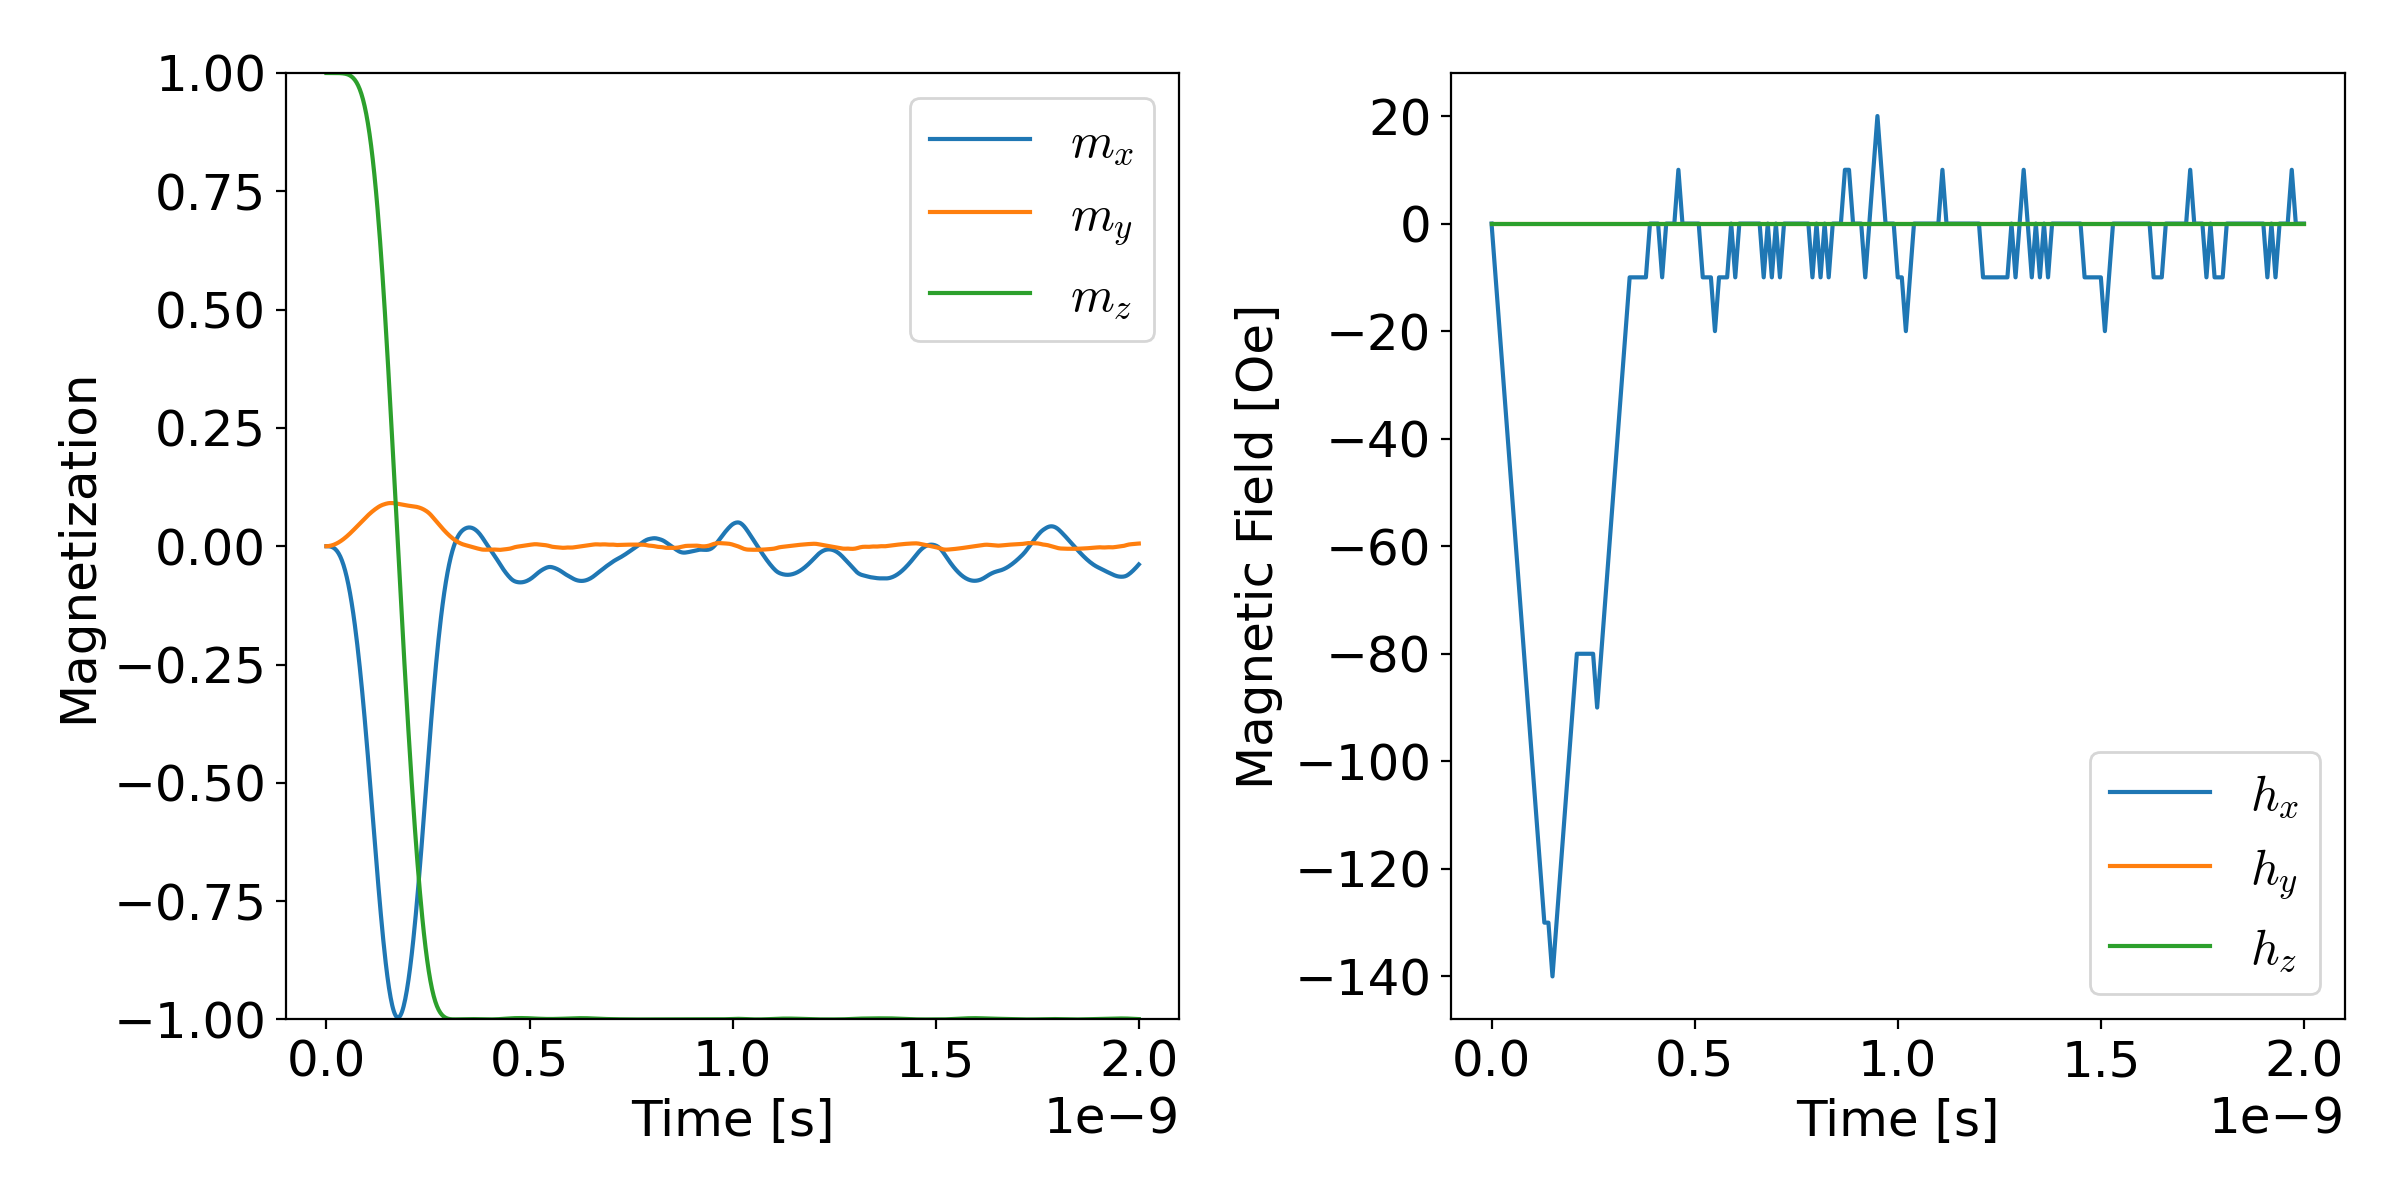 1.00
0.75
0.50
0.25
0.00
−0.25
−0.50
−0.75
−1.00
Magnetization
m_x
m_y
m_z
0.0 0.5 1.0 1.5 2.0
Time [s]
1e−9
20
0
−20
−40
−60
−80
−100
−120
−140
Magnetic Field [Oe]
h_x
h_y
h_z
0.0 0.5 1.0 1.5 2.0
Time [s]
1e−9